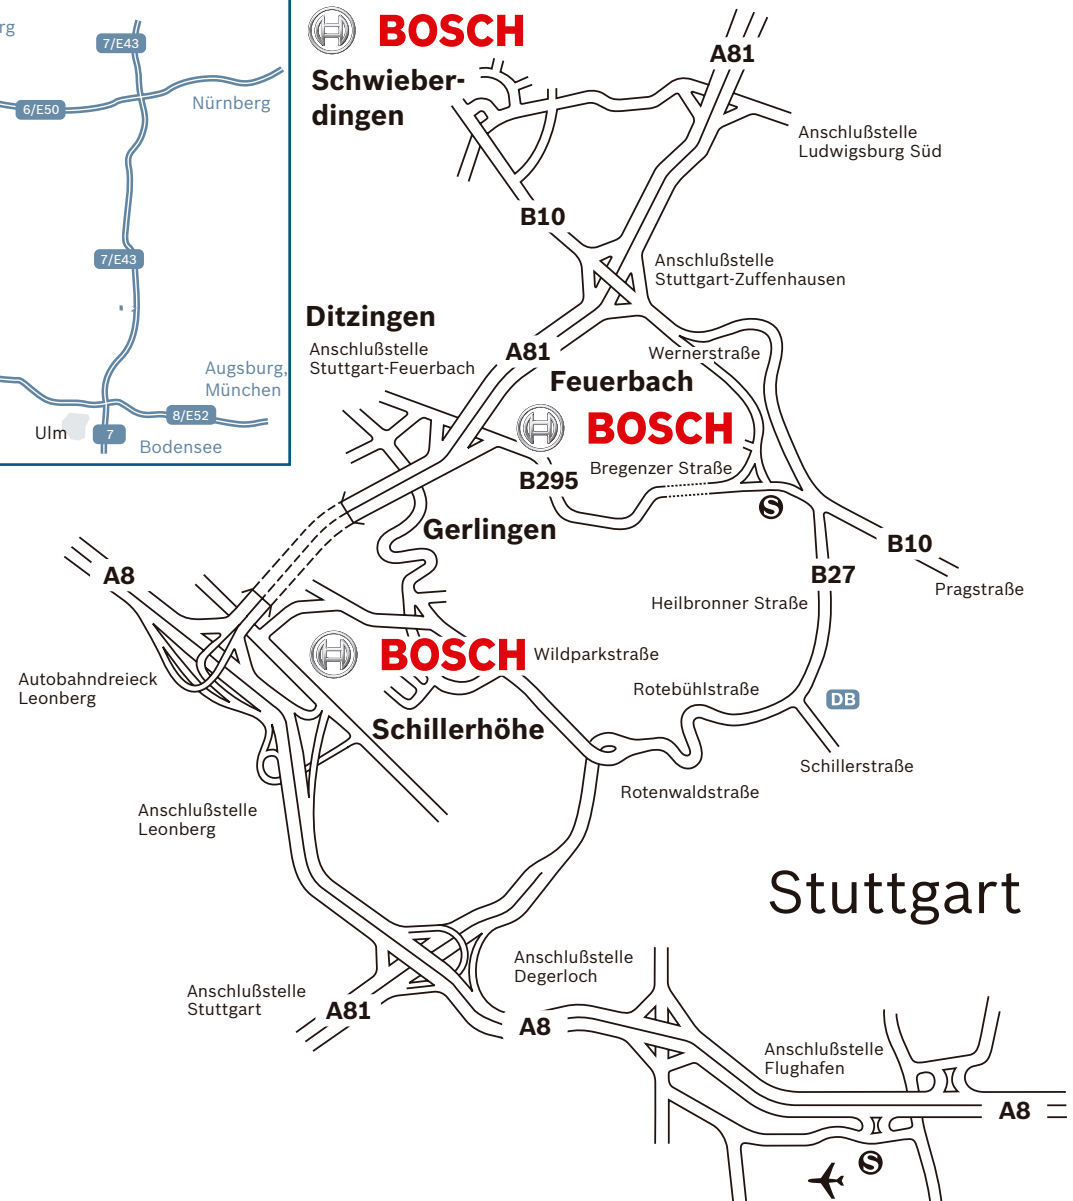 rg
7/E43
6/E50
Nürnberg
7/E43
Augsburg,
München
8/E52
Ulm
7
Bodensee
BOSCH
Schwieber-
dingen
A81
Anschlußstelle
Ludwigsburg Süd
B10
Anschlußstelle
Stuttgart-Zuffenhausen
Ditzingen
Anschlußstelle
Stuttgart-Feuerbach
A81
Wernerstraße
Feuerbach
BOSCH
Bregenzer Straße
B295
S
Gerlingen
B10
A8
B27
Pragstraße
Heilbronner Straße
BOSCH
Wildparkstraße
Autobahndreieck
Leonberg
Rotebühlstraße
DB
Schillerhöhe
Schillerstraße
Rotenwaldstraße
Anschlußstelle
Leonberg
Stuttgart
Anschlußstelle
Degerloch
Anschlußstelle
Stuttgart
A81
A8
Anschlußstelle
Flughafen
A8
S